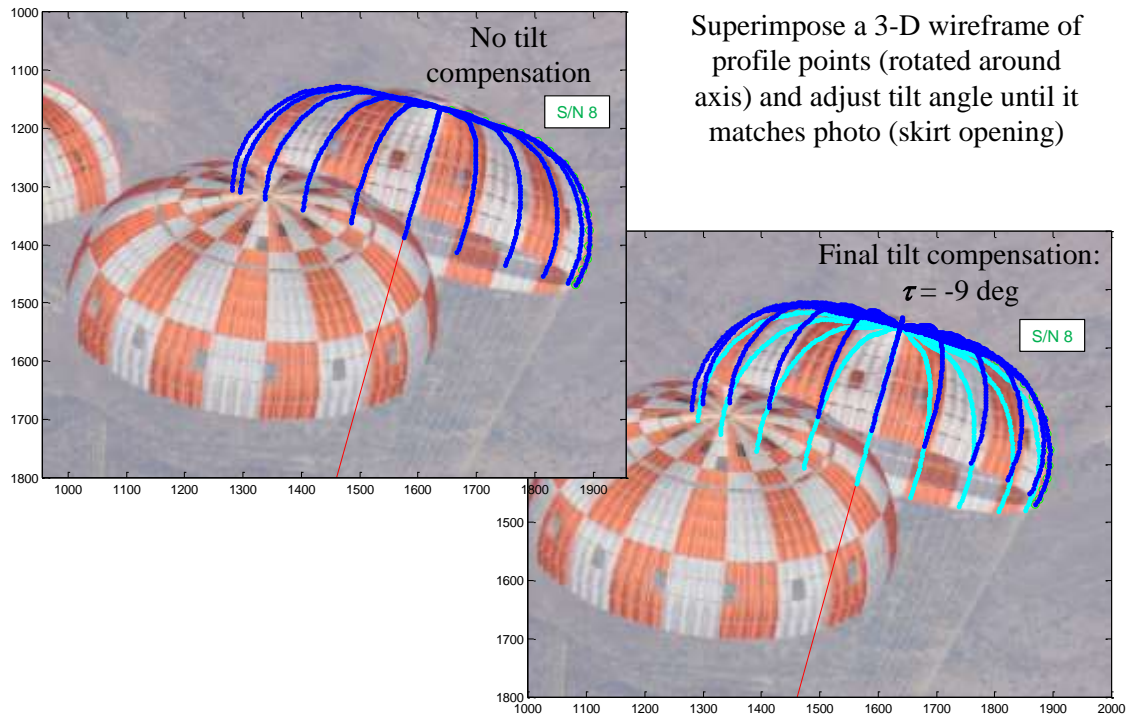 No tilt
compensation
S/N 8
1000
1100
1200
1300
1400
1500
1600
1700
1800
1000 1100 1200 1300 1400 1500 1600 1700 1800 1900
Superimpose a 3-D wireframe of
profile points (rotated around
axis) and adjust tilt angle until it
matches photo (skirt opening)
Final tilt compensation:
τ = -9 deg
S/N 8
1500
1600
1700
1800
1000 1100 1200 1300 1400 1500 1600 1700 1800 1900 2000